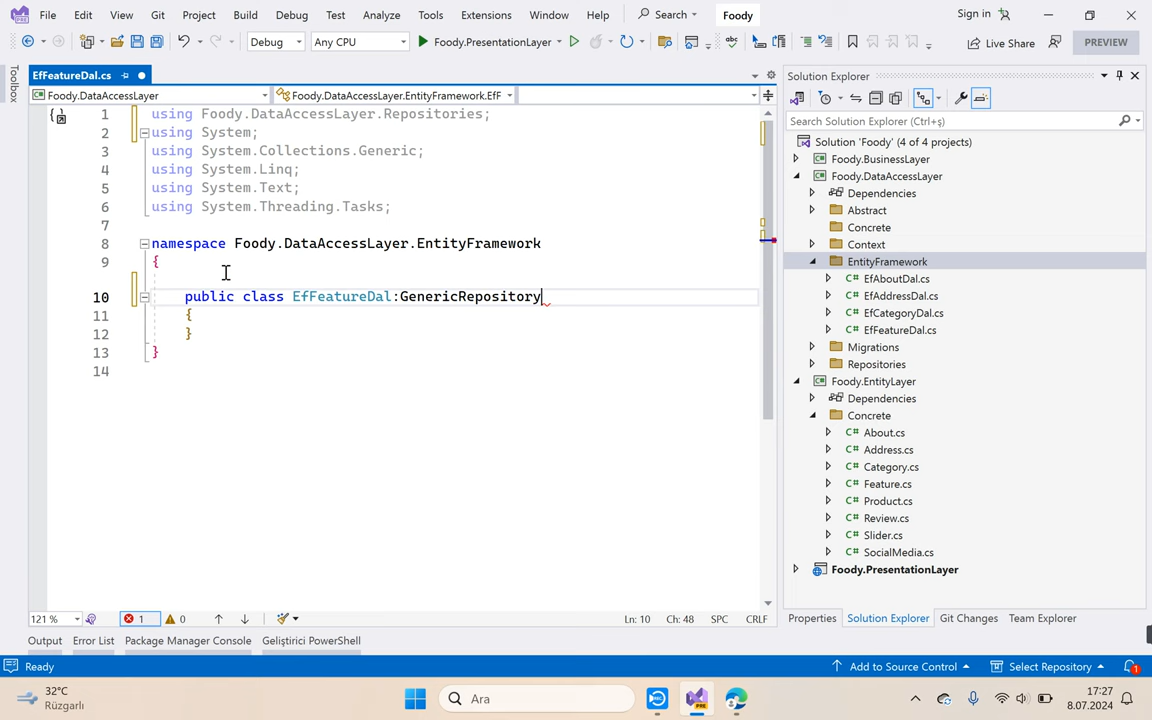 File Edit View Git Project Build Debug Test Analyze Tools Extensions Window Help Search Foody Sign in
Debug Any CPU Foody.PresentationLayer Live Share PREVIEW
Toolbox
EfFeatureDal.cs
Foody.DataAccessLayer Foody.DataAccessLayer.EntityFramework.EfF
1 using Foody.DataAccessLayer.Repositories;
2 using System;
3 using System.Collections.Generic;
4 using System.Linq;
5 using System.Text;
6 using System.Threading.Tasks;
7
8 namespace Foody.DataAccessLayer.EntityFramework
9 {
10 public class EfFeatureDal:GenericRepository
11 {
12 }
13 }
14
121 % 1 0 Ln: 10 Ch: 48 SPC CRLF
Solution Explorer
Search Solution Explorer (Ctrl+ş)
Solution 'Foody' (4 of 4 projects)
Foody.BusinessLayer
Foody.DataAccessLayer
Dependencies
Abstract
Concrete
Context
EntityFramework
C# EfAboutDal.cs
C# EfAddressDal.cs
C# EfCategoryDal.cs
C# EfFeatureDal.cs
Migrations
Repositories
Foody.EntityLayer
Dependencies
Concrete
C# About.cs
C# Address.cs
C# Category.cs
C# Feature.cs
C# Product.cs
C# Review.cs
C# Slider.cs
C# SocialMedia.cs
Foody.PresentationLayer
Properties Solution Explorer Git Changes Team Explorer
Output Error List Package Manager Console Geliştirici PowerShell
Ready Add to Source Control Select Repository 1
32°C
Rüzgarlı
Ara
17:27
8.07.2024